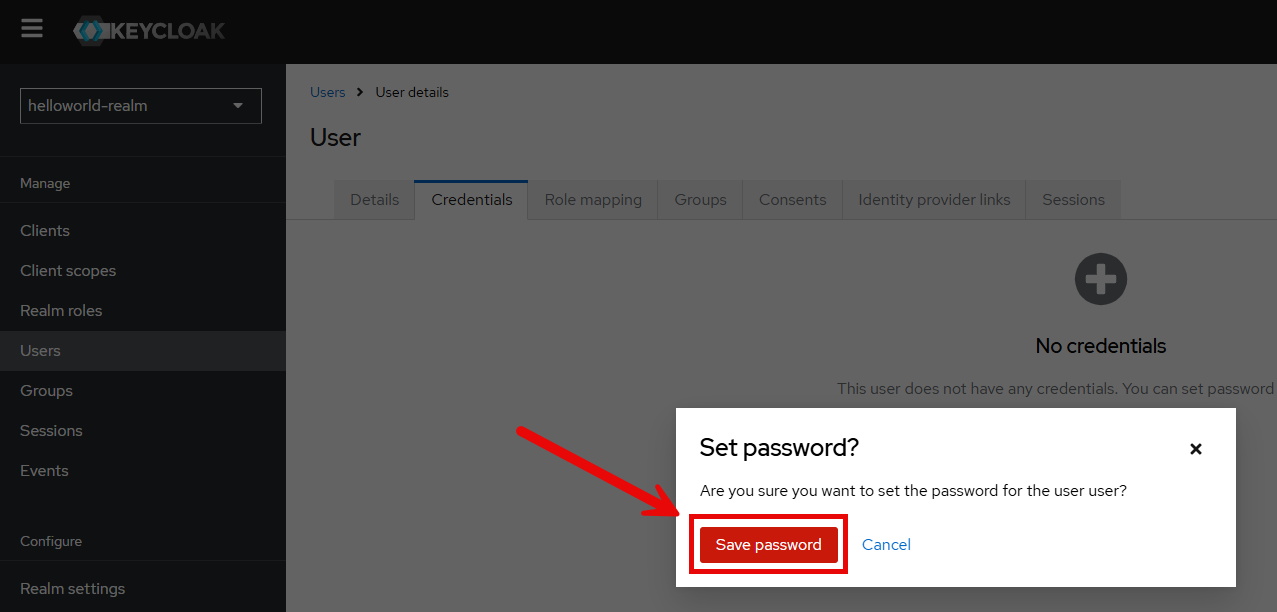 KEYCLOAK
helloworld-realm
Manage
Clients
Client scopes
Realm roles
Users
Groups
Sessions
Events
Configure
Realm settings
Users > User details
User
Details Credentials Role mapping Groups Consents Identity provider links Sessions
No credentials
This user does not have any credentials. You can set password
Set password?
Are you sure you want to set the password for the user user?
Save password Cancel